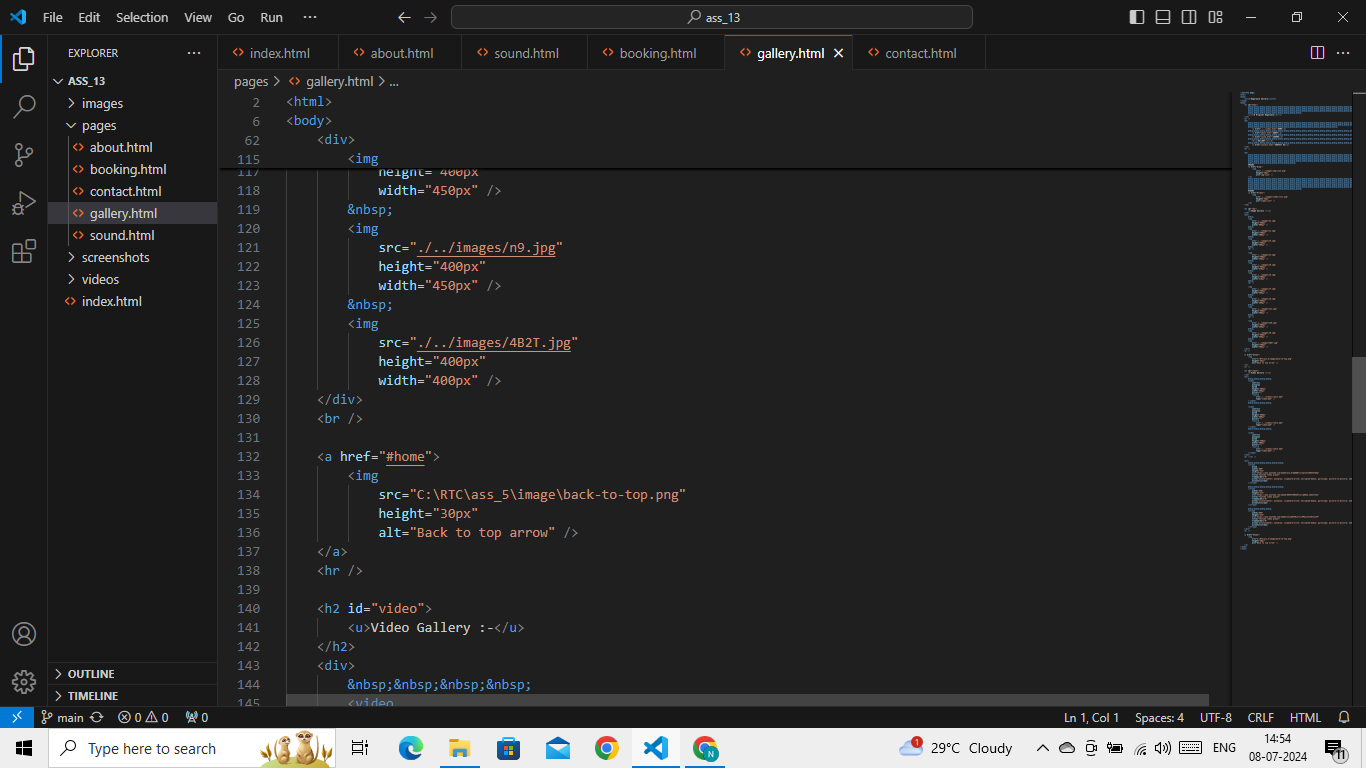 File Edit Selection View Go Run ··· ass_13
EXPLORER ···
ASS_13
images
pages
about.html
booking.html
contact.html
gallery.html
sound.html
screenshots
videos
index.html
OUTLINE
TIMELINE
index.html about.html sound.html booking.html gallery.html contact.html ···
pages > gallery.html > ...
2 <html>
6 <body>
62 <div>
115 <img
117 height="400px"
118 width="450px" />
119 &nbsp;
120 <img
121 src="./../images/n9.jpg"
122 height="400px"
123 width="450px" />
124 &nbsp;
125 <img
126 src="./../images/4B2T.jpg"
127 height="400px"
128 width="400px" />
129 </div>
130 <br />
131
132 <a href="#home">
133 <img
134 src="C:\RTC\ass_5\image\back-to-top.png"
135 height="30px"
136 alt="Back to top arrow" />
137 </a>
138 <hr />
139
140 <h2 id="video">
141 <u>Video Gallery :-</u>
142 </h2>
143 <div>
144 &nbsp;&nbsp;&nbsp;&nbsp;
145 <video
main 0 0 0 Ln 1, Col 1 Spaces: 4 UTF-8 CRLF HTML
Type here to search 1 29°C Cloudy ENG 14:54
08-07-2024 11